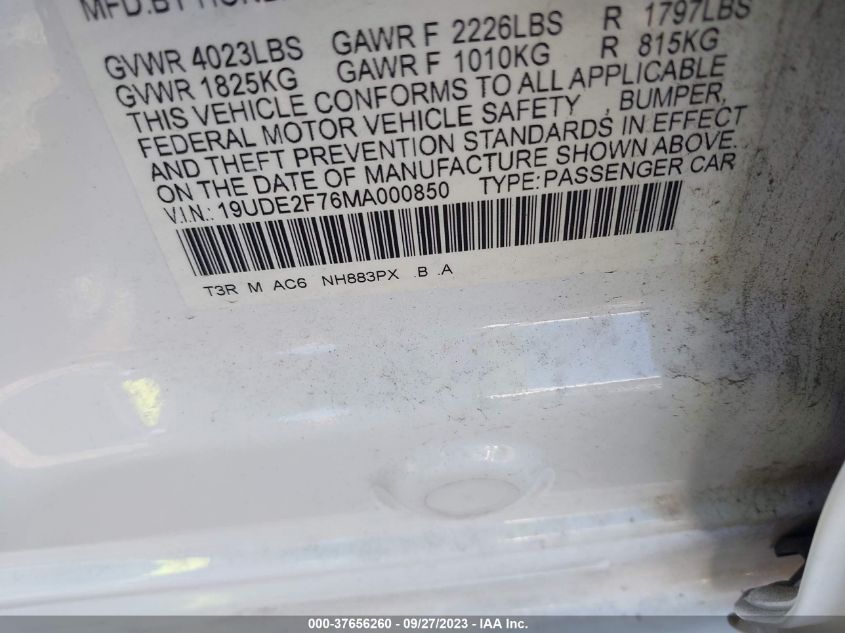 MFD.BY
GVWR 4023LBS GAWR F 2226LBS R 1797LBS
GVWR 1825KG GAWR F 1010KG R 815KG
THIS VEHICLE CONFORMS TO ALL APPLICABLE
FEDERAL MOTOR VEHICLE SAFETY , BUMPER,
AND THEFT PREVENTION STANDARDS IN EFFECT
ON THE DATE OF MANUFACTURE SHOWN ABOVE.
V.I.N.: 19UDE2F76MA000850 TYPE: PASSENGER CAR
T3R M AC6 NH883PX .B .A
000-37656260 - 09/27/2023 - © IAA, Inc.